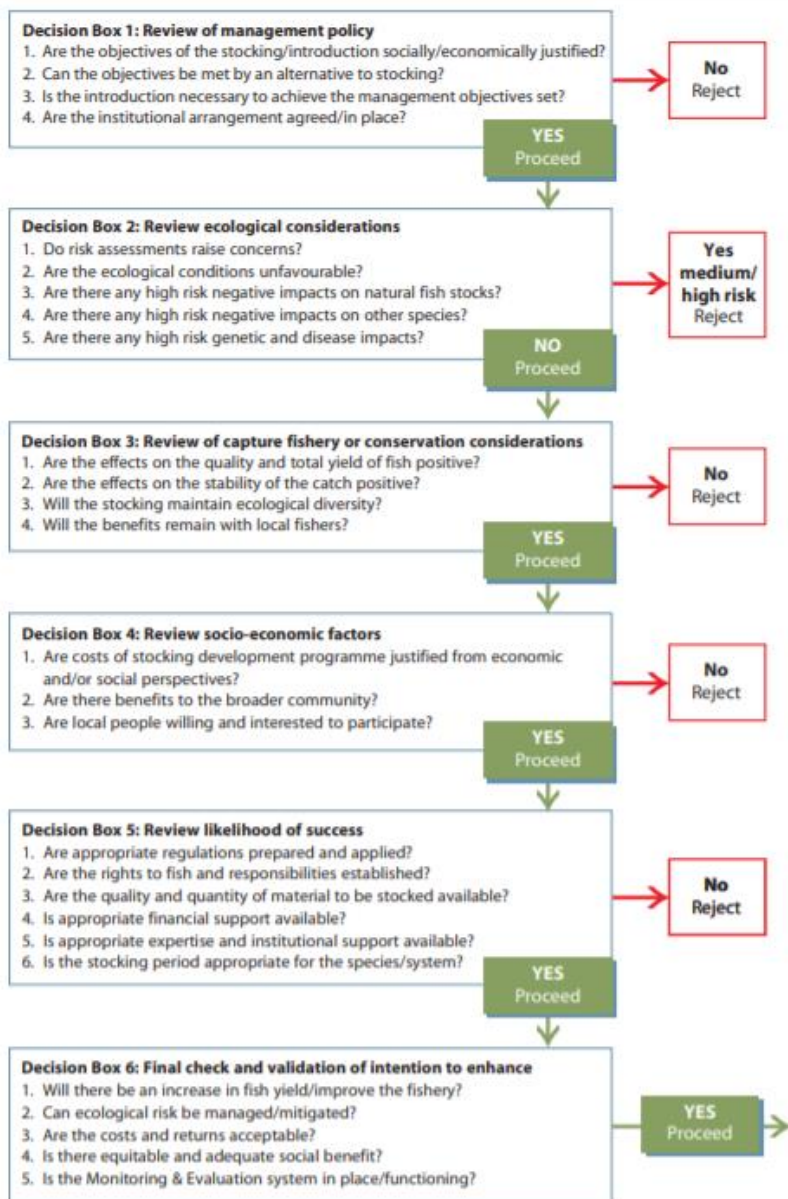 Decision Box 1: Review of management policy
1. Are the objectives of the stocking/introduction socially/economically justified?
2. Can the objectives be met by an alternative to stocking?
3. Is the introduction necessary to achieve the management objectives set?
4. Are the institutional arrangement agreed/in place?
No
Reject
YES
Proceed
Decision Box 2: Review ecological considerations
1. Do risk assessments raise concerns?
2. Are the ecological conditions unfavourable?
3. Are there any high risk negative impacts on natural fish stocks?
4. Are there any high risk negative impacts on other species?
5. Are there any high risk genetic and disease impacts?
Yes
medium/
high risk
Reject
NO
Proceed
Decision Box 3: Review of capture fishery or conservation considerations
1. Are the effects on the quality and total yield of fish positive?
2. Are the effects on the stability of the catch positive?
3. Will the stocking maintain ecological diversity?
4. Will the benefits remain with local fishers?
No
Reject
YES
Proceed
Decision Box 4: Review socio-economic factors
1. Are costs of stocking development programme justified from economic
and/or social perspectives?
2. Are there benefits to the broader community?
3. Are local people willing and interested to participate?
No
Reject
YES
Proceed
Decision Box 5: Review likelihood of success
1. Are appropriate regulations prepared and applied?
2. Are the rights to fish and responsibilities established?
3. Are the quality and quantity of material to be stocked available?
4. Is appropriate financial support available?
5. Is appropriate expertise and institutional support available?
6. Is the stocking period appropriate for the species/system?
No
Reject
YES
Proceed
Decision Box 6: Final check and validation of intention to enhance
1. Will there be an increase in fish yield/improve the fishery?
2. Can ecological risk be managed/mitigated?
3. Are the costs and returns acceptable?
4. Is there equitable and adequate social benefit?
5. Is the Monitoring & Evaluation system in place/functioning?
YES
Proceed